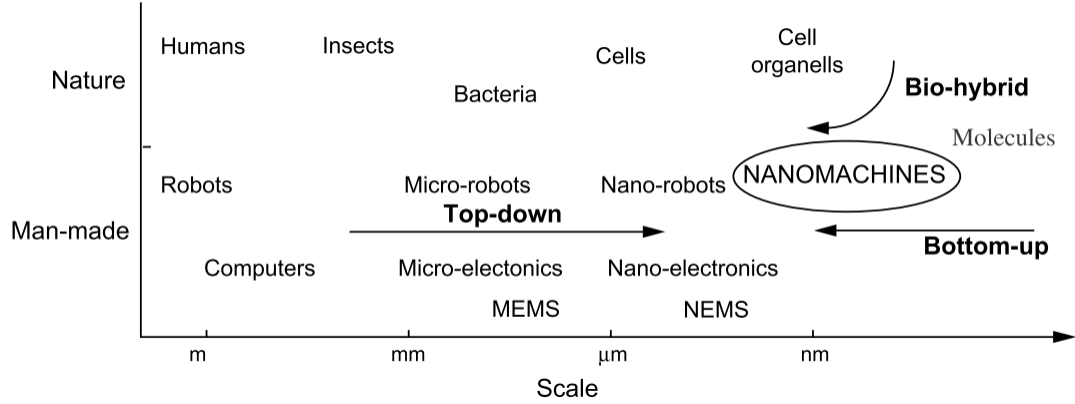 Humans
Insects
Cells
Cell
organells
Nature
Bacteria
Bio-hybrid
Molecules
Robots
Micro-robots
Nano-robots
NANOMACHINES
Top-down
Man-made
Bottom-up
Computers
Micro-electonics
Nano-electronics
MEMS
NEMS
m
mm
μm
nm
Scale